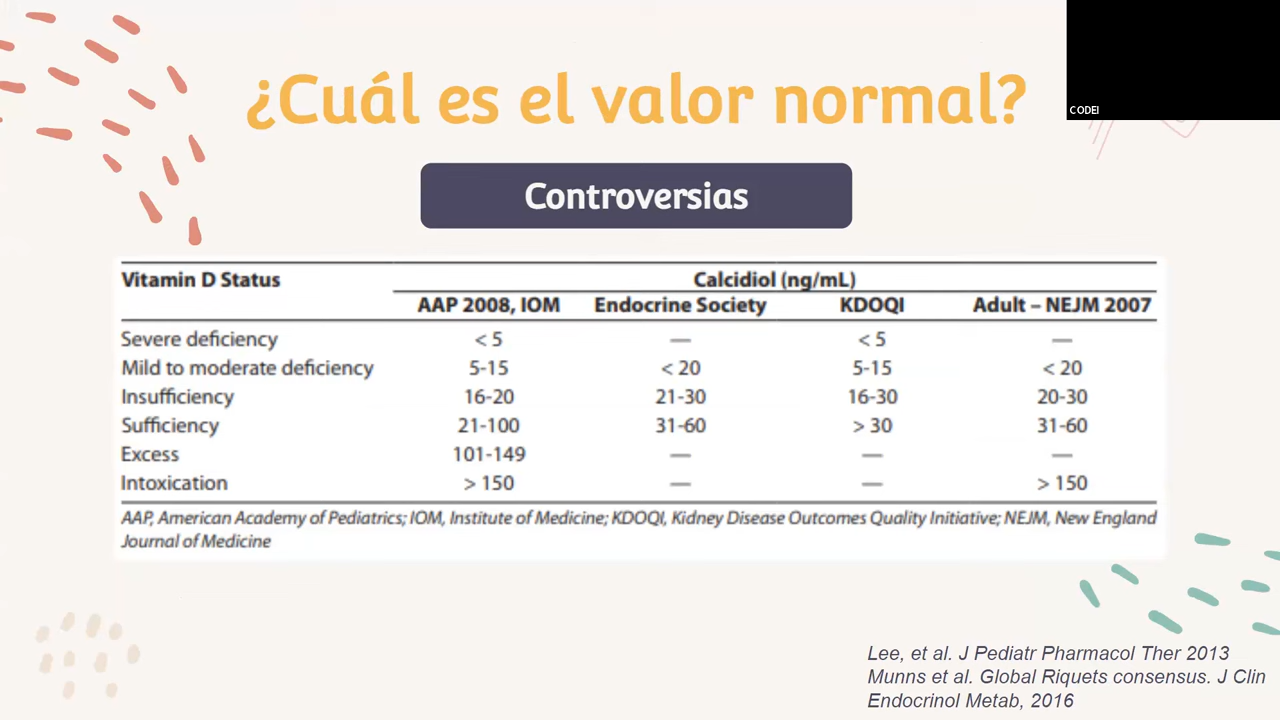 ¿Cuál es el valor normal?
CODEI
Controversias
Vitamin D Status Calcidiol (ng/mL)
AAP 2008, IOM Endocrine Society KDOQI Adult – NEJM 2007
Severe deficiency < 5 — < 5 —
Mild to moderate deficiency 5-15 < 20 5-15 < 20
Insufficiency 16-20 21-30 16-30 20-30
Sufficiency 21-100 31-60 > 30 31-60
Excess 101-149 — — —
Intoxication > 150 — — > 150
AAP, American Academy of Pediatrics; IOM, Institute of Medicine; KDOQI, Kidney Disease Outcomes Quality Initiative; NEJM, New England
Journal of Medicine
Lee, et al. J Pediatr Pharmacol Ther 2013
Munns et al. Global Riquets consensus. J Clin
Endocrinol Metab, 2016